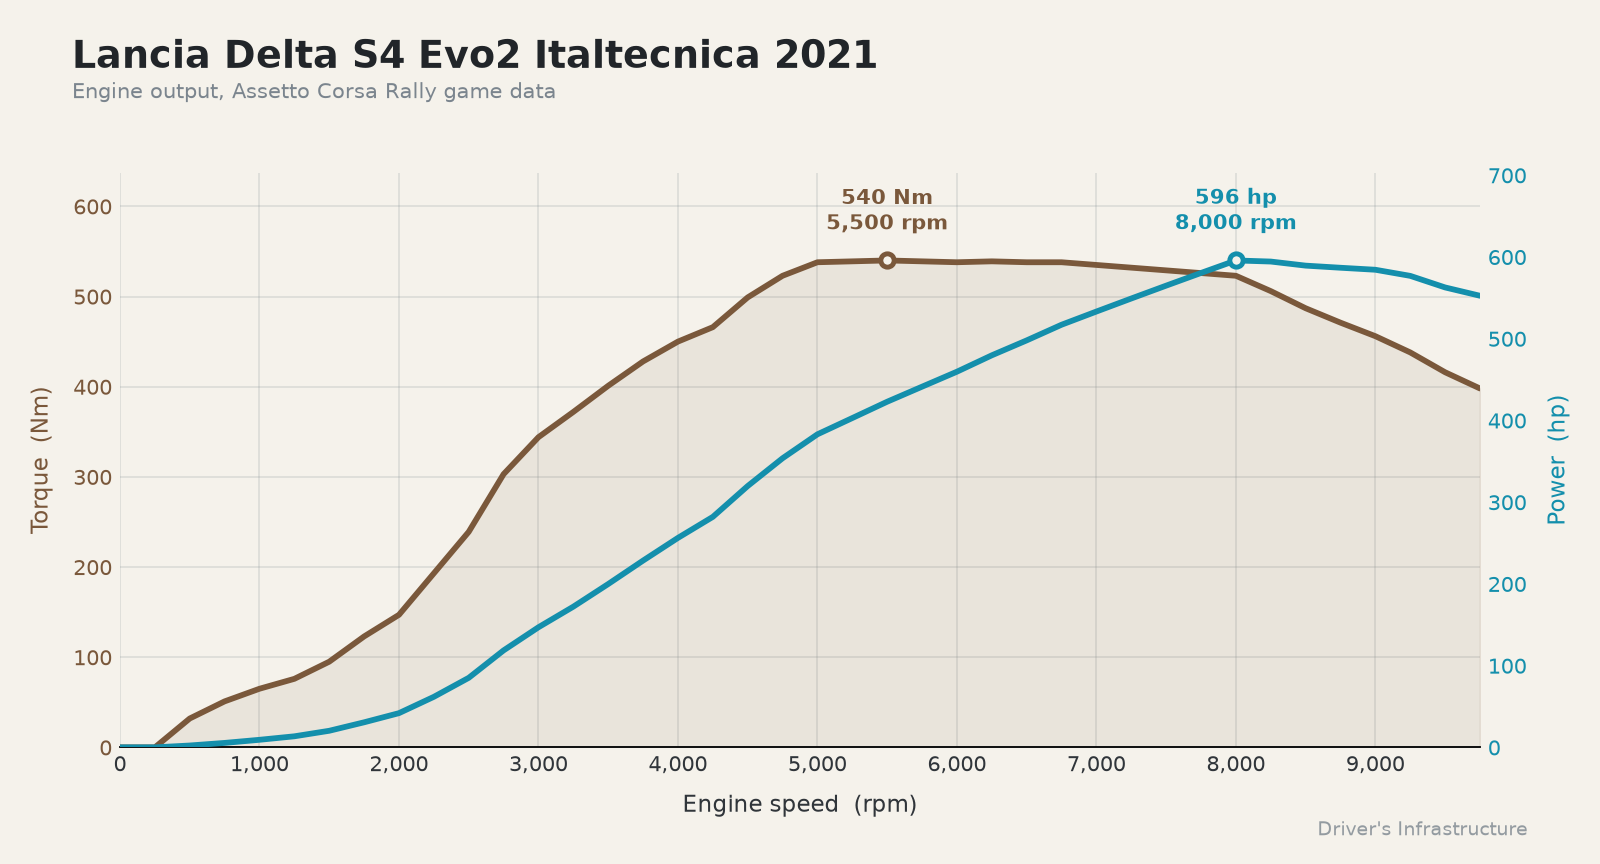 Lancia Delta S4 Evo2 Italtecnica 2021
Engine output, Assetto Corsa Rally game data
540 Nm
5,500 rpm
596 hp
8,000 rpm
Torque (Nm)
600
500
400
300
200
100
0
700
600
500
400
300
200
100
0
Power (hp)
0 1,000 2,000 3,000 4,000 5,000 6,000 7,000 8,000 9,000
Engine speed (rpm)
Driver's Infrastructure